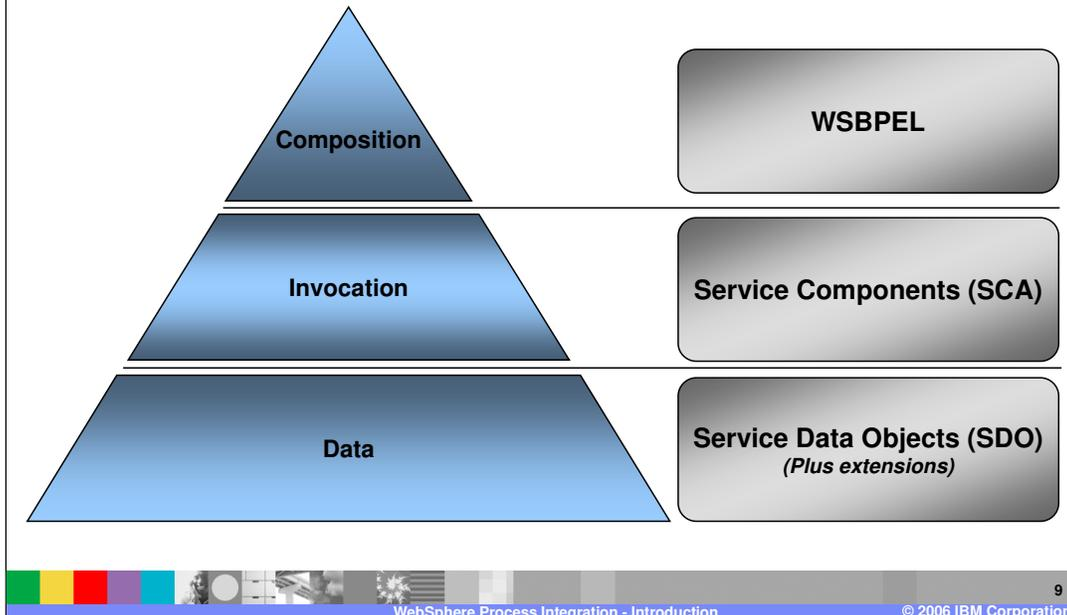 Composition
WSBPEL
Invocation
Service Components (SCA)
Data
Service Data Objects (SDO)
(Plus extensions)
9
WebSphere Process Integration - Introduction
© 2006 IBM Corporation